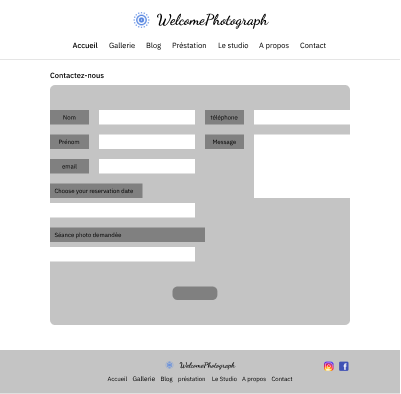 WelcomePhotograph
Accueil Gallerie Blog Préstation Le studio A propos Contact
Contactez-nous
Nom téléphone
Prénom Message
email
Choose your reservation date
Séance photo demandée
WelcomePhotograph
Accueil Gallerie Blog préstation Le Studio A propos Contact